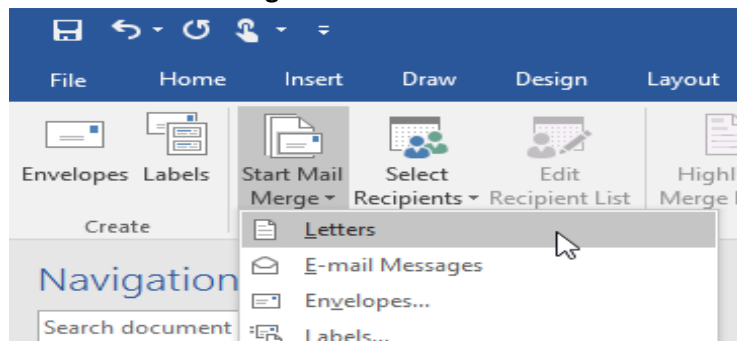 File Home Insert Draw Design Layout
Envelopes Labels Start Mail Merge Select Recipients Edit Recipient List
Create
Letters
E-mail Messages
Envelopes...
Labels...
Navigation
Search document